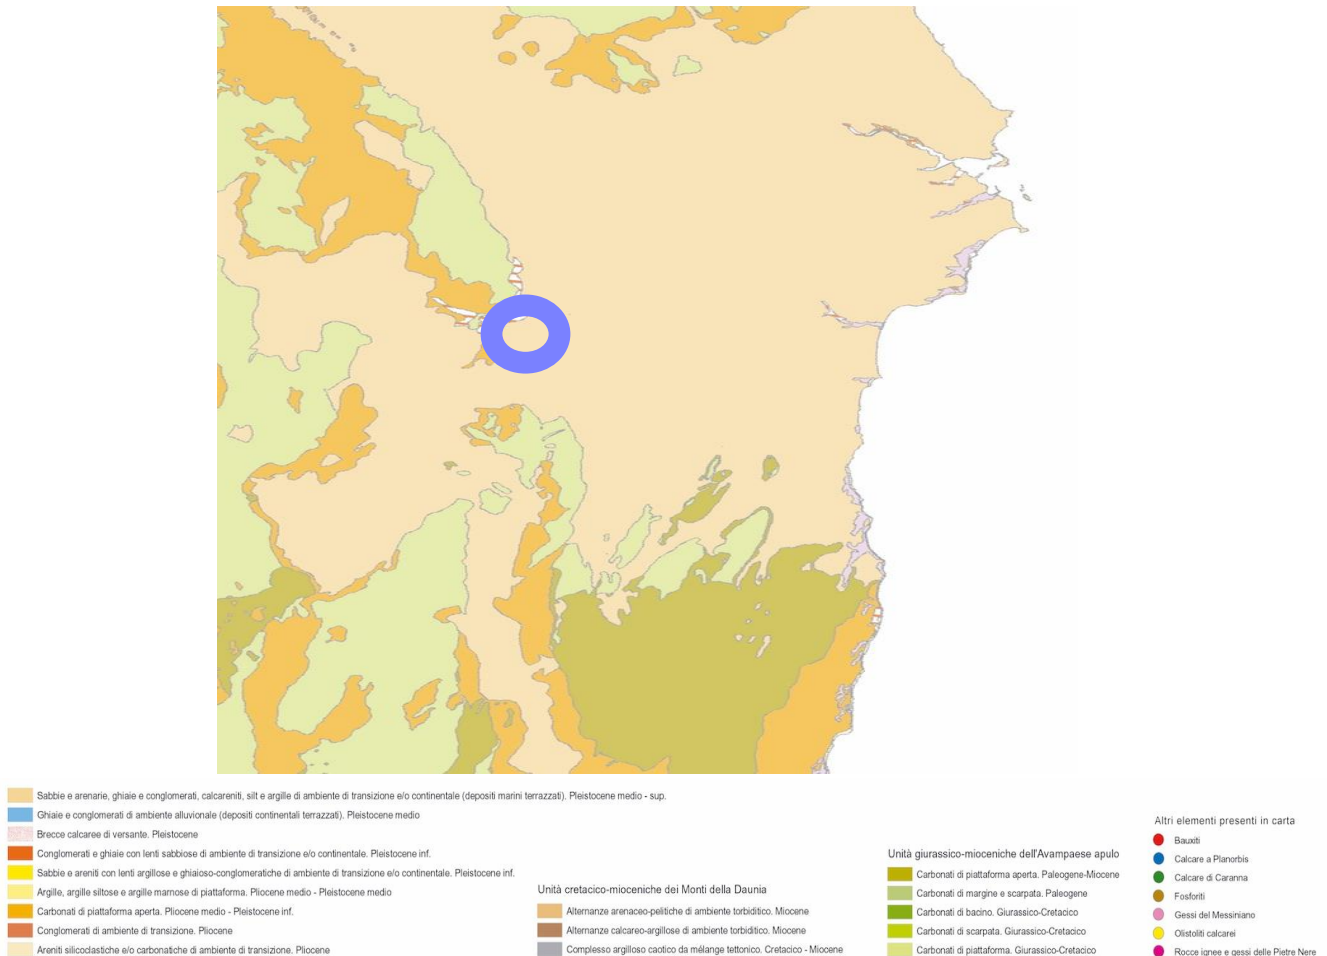 Sabbie e arenarie, ghiaie e conglomerati, calcareniti, silt e argille di ambiente di transizione e/o continentale (depositi marini terrazzati). Pleistocene medio - sup.
Ghiaie e conglomerati di ambiente alluvionale (depositi continentali terrazzati). Pleistocene medio
Brecce calcaree di versante. Pleistocene
Conglomerati e ghiaie con lenti sabbiose di ambiente di transizione e/o continentale. Pleistocene inf.
Sabbie e areniti con lenti argillose e ghiaioso-conglomeratiche di ambiente di transizione e/o continentale. Pleistocene inf.
Argille, argille siltose e argille marnose di piattaforma. Pliocene medio - Pleistocene medio
Carbonati di piattaforma aperta. Pliocene medio - Pleistocene inf.
Conglomerati di ambiente di transizione. Pliocene
Areniti silicoclastiche e/o carbonatiche di ambiente di transizione. Pliocene
Unità cretacico-mioceniche dei Monti della Daunia
Alternanze arenaceo-pelitiche di ambiente torbiditico. Miocene
Alternanze calcareo-argillose di ambiente torbiditico. Miocene
Complesso argilloso caotico da mélange tettonico. Cretacico - Miocene
Unità giurassico-mioceniche dell'Avampaese apulo
Carbonati di piattaforma aperta. Paleogene-Miocene
Carbonati di margine e scarpata. Paleogene
Carbonati di bacino. Giurassico-Cretacico
Carbonati di scarpata. Giurassico-Cretacico
Carbonati di piattaforma. Giurassico-Cretacico
Altri elementi presenti in carta
Bauxiti
Calcare a Planorbis
Calcare di Caranna
Fosforiti
Gessi del Messiniano
Olistoliti calcarei
Rocce ignee e gessi delle Pietre Nere